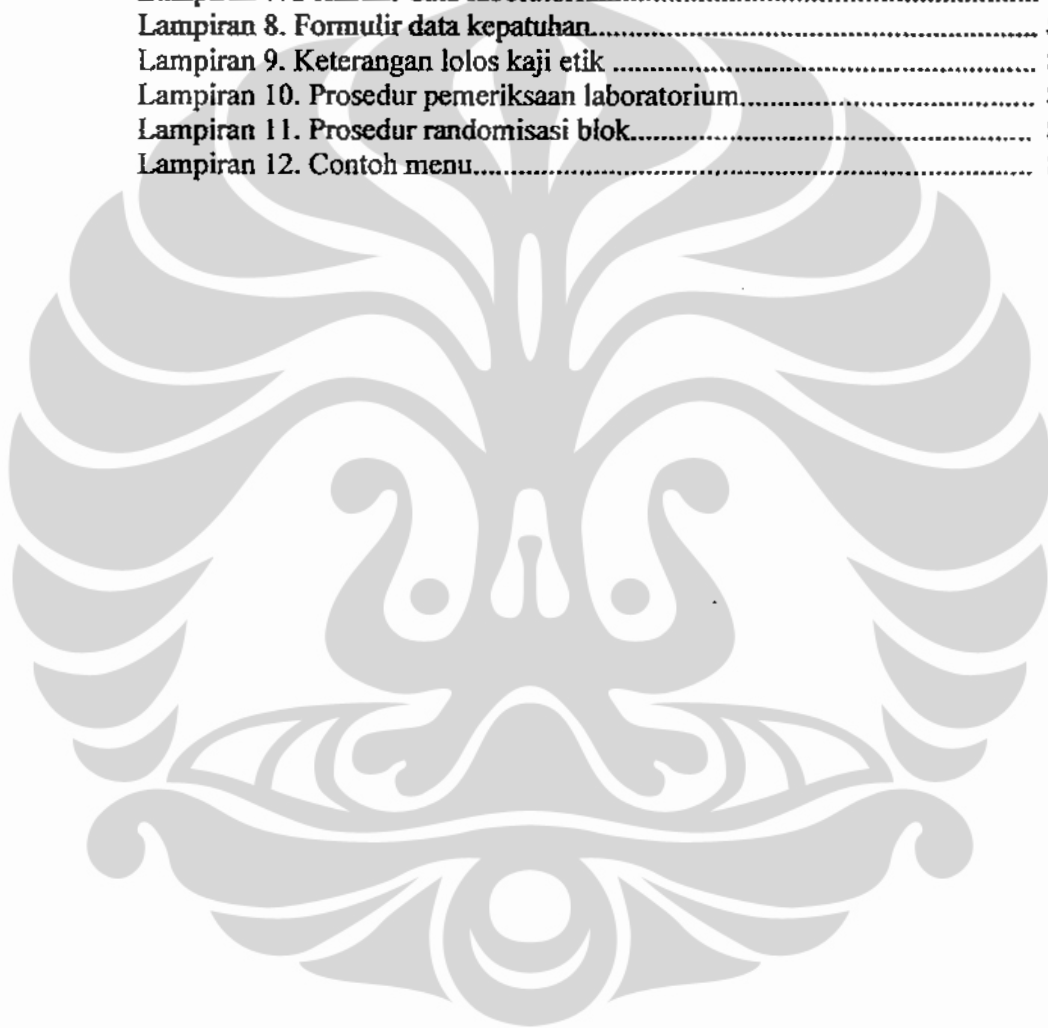 Lampiran 8. Formulir data kepatuhan
Lampiran 9. Keterangan lolos kaji etik
Lampiran 10. Prosedur pemeriksaan laboratorium
Lampiran 11. Prosedur randomisasi blok
Lampiran 12. Contoh menu